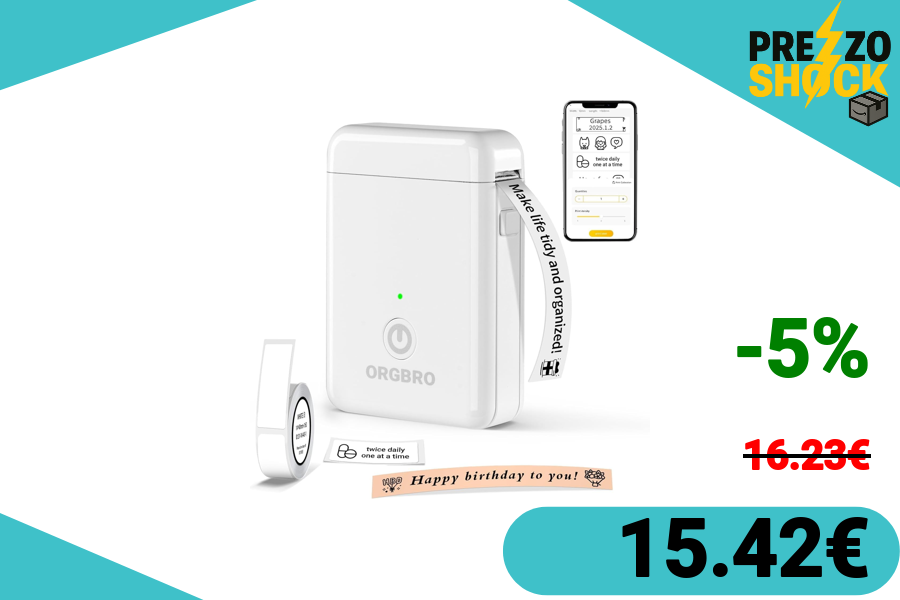 PREZZO
SHOCK
Grapes
2025.1.2
twice daily
one at a time
Make life tidy and organized!
-5%
ORGBRO
16.23€
twice daily
one at a time
Happy birthday to you!
15.42€